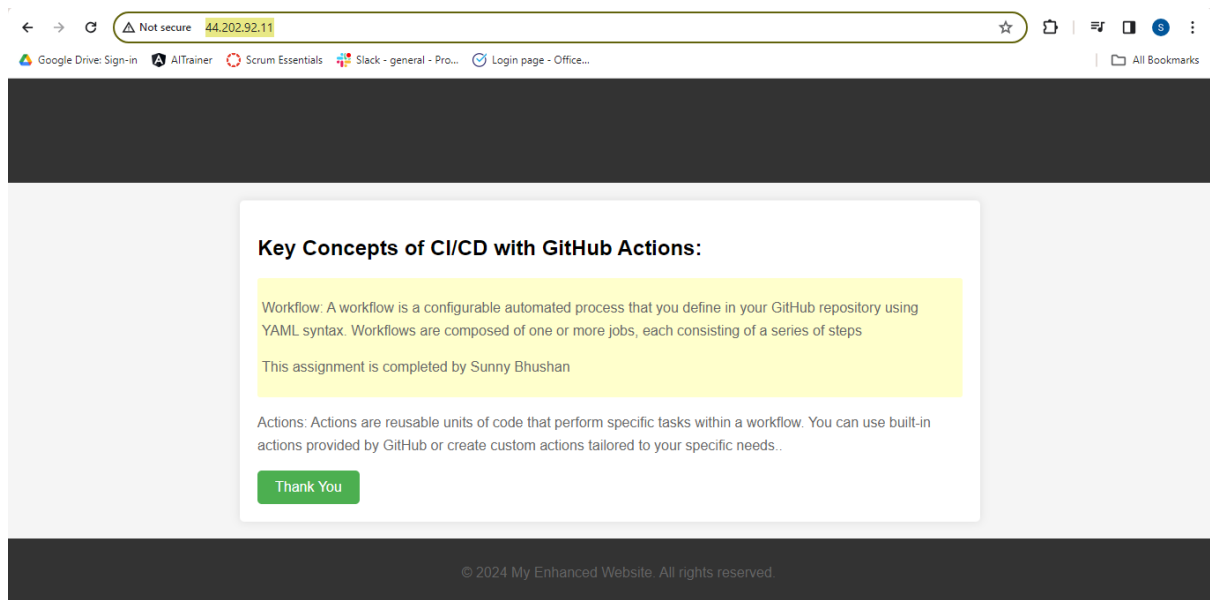 Not secure 44.202.92.11
S
Google Drive: Sign-in AITrainer Scrum Essentials Slack - general - Pro... Login page - Office... All Bookmarks
Key Concepts of CI/CD with GitHub Actions:
Workflow: A workflow is a configurable automated process that you define in your GitHub repository using
YAML syntax. Workflows are composed of one or more jobs, each consisting of a series of steps
This assignment is completed by Sunny Bhushan
Actions: Actions are reusable units of code that perform specific tasks within a workflow. You can use built-in
actions provided by GitHub or create custom actions tailored to your specific needs..
Thank You
© 2024 My Enhanced Website. All rights reserved.